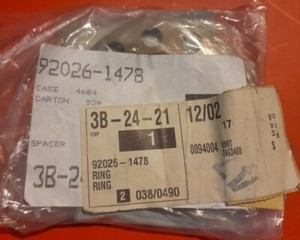 92026-1478
CASE :4684
CARTON:
SPACER
3B-2
3B-24-21
12/02
1
17
92026-1478
0094004
RING
RING
2 038/0490